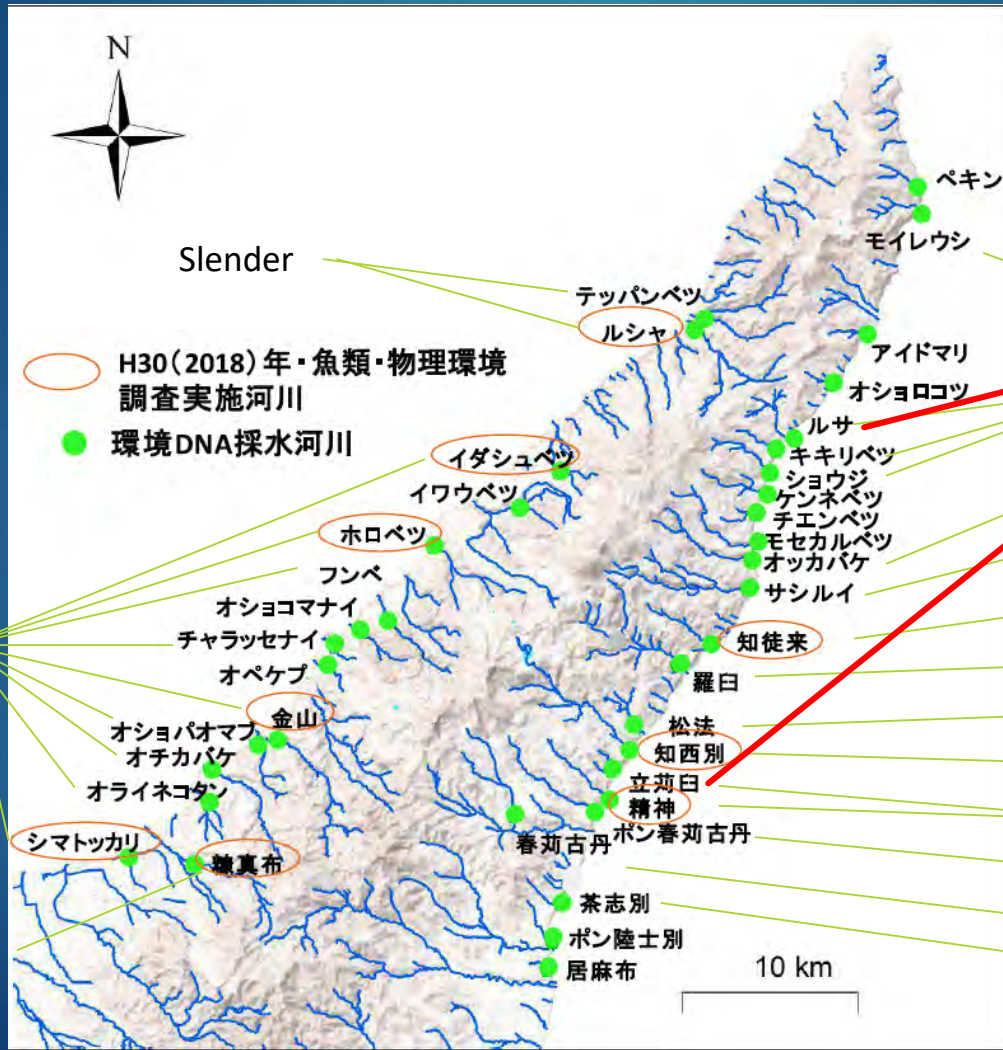 N
Slender
H30(2018)年・魚類・物理環境
調査実施河川
環境DNA採水河川
ペキン
モイレウシ
テッパンベツ
ルシャ
アイドマリ
オショロコツ
ルサ
キキリベツ
ショウジ
ケンネベツ
チエンベツ
モセカルベツ
オッカバケ
サシルイ
イダシュベツ
イワウベツ
ホロベツ
フンベ
オショコマナイ
チャラッセナイ
オペケプ
知徒来
羅臼
金山
オショパオマブ
オチカバケ
オライネコタン
シマトッカリ
糠真布
松法
知西別
立苅臼
精神
ポン春苅古丹
春苅古丹
茶志別
ポン陸士別
居麻布
10 km